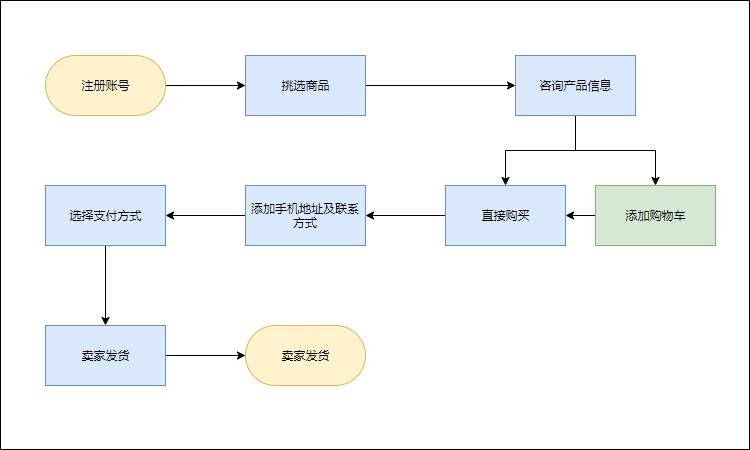 注册账号
挑选商品
咨询产品信息
选择支付方式
添加手机地址及联系
方式
直接购买
添加购物车
卖家发货
卖家发货